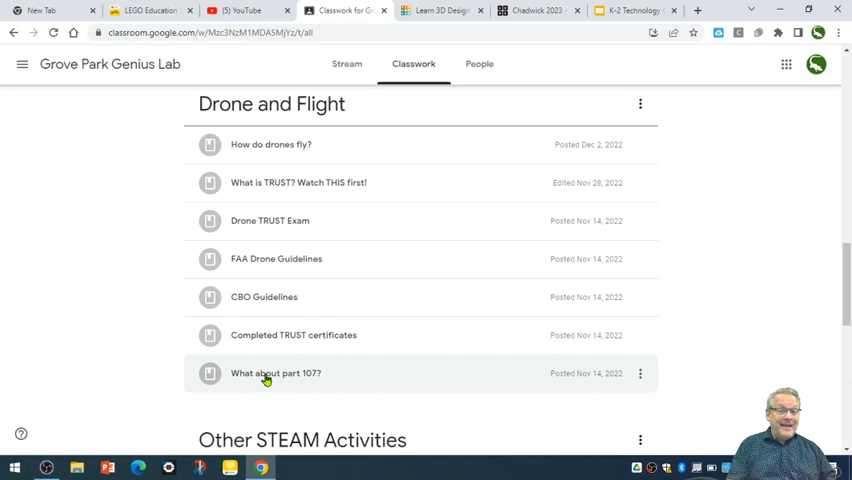 New Tab
LEGO Education
(5) YouTube
Classwork for Gr
Learn 3D Design
Chadwick 2023 -
K-2 Technology
classroom.google.com/w/Mzc3NzM1MDA5MjYz/t/all
Grove Park Genius Lab
Stream
Classwork
People
Drone and Flight
How do drones fly?
Posted Dec 2, 2022
What is TRUST? Watch THIS first!
Edited Nov 28, 2022
Drone TRUST Exam
Posted Nov 14, 2022
FAA Drone Guidelines
Posted Nov 14, 2022
CBO Guidelines
Posted Nov 14, 2022
Completed TRUST certificates
Posted Nov 14, 2022
What about part 107?
Posted Nov 14, 2022
Other STEAM Activities